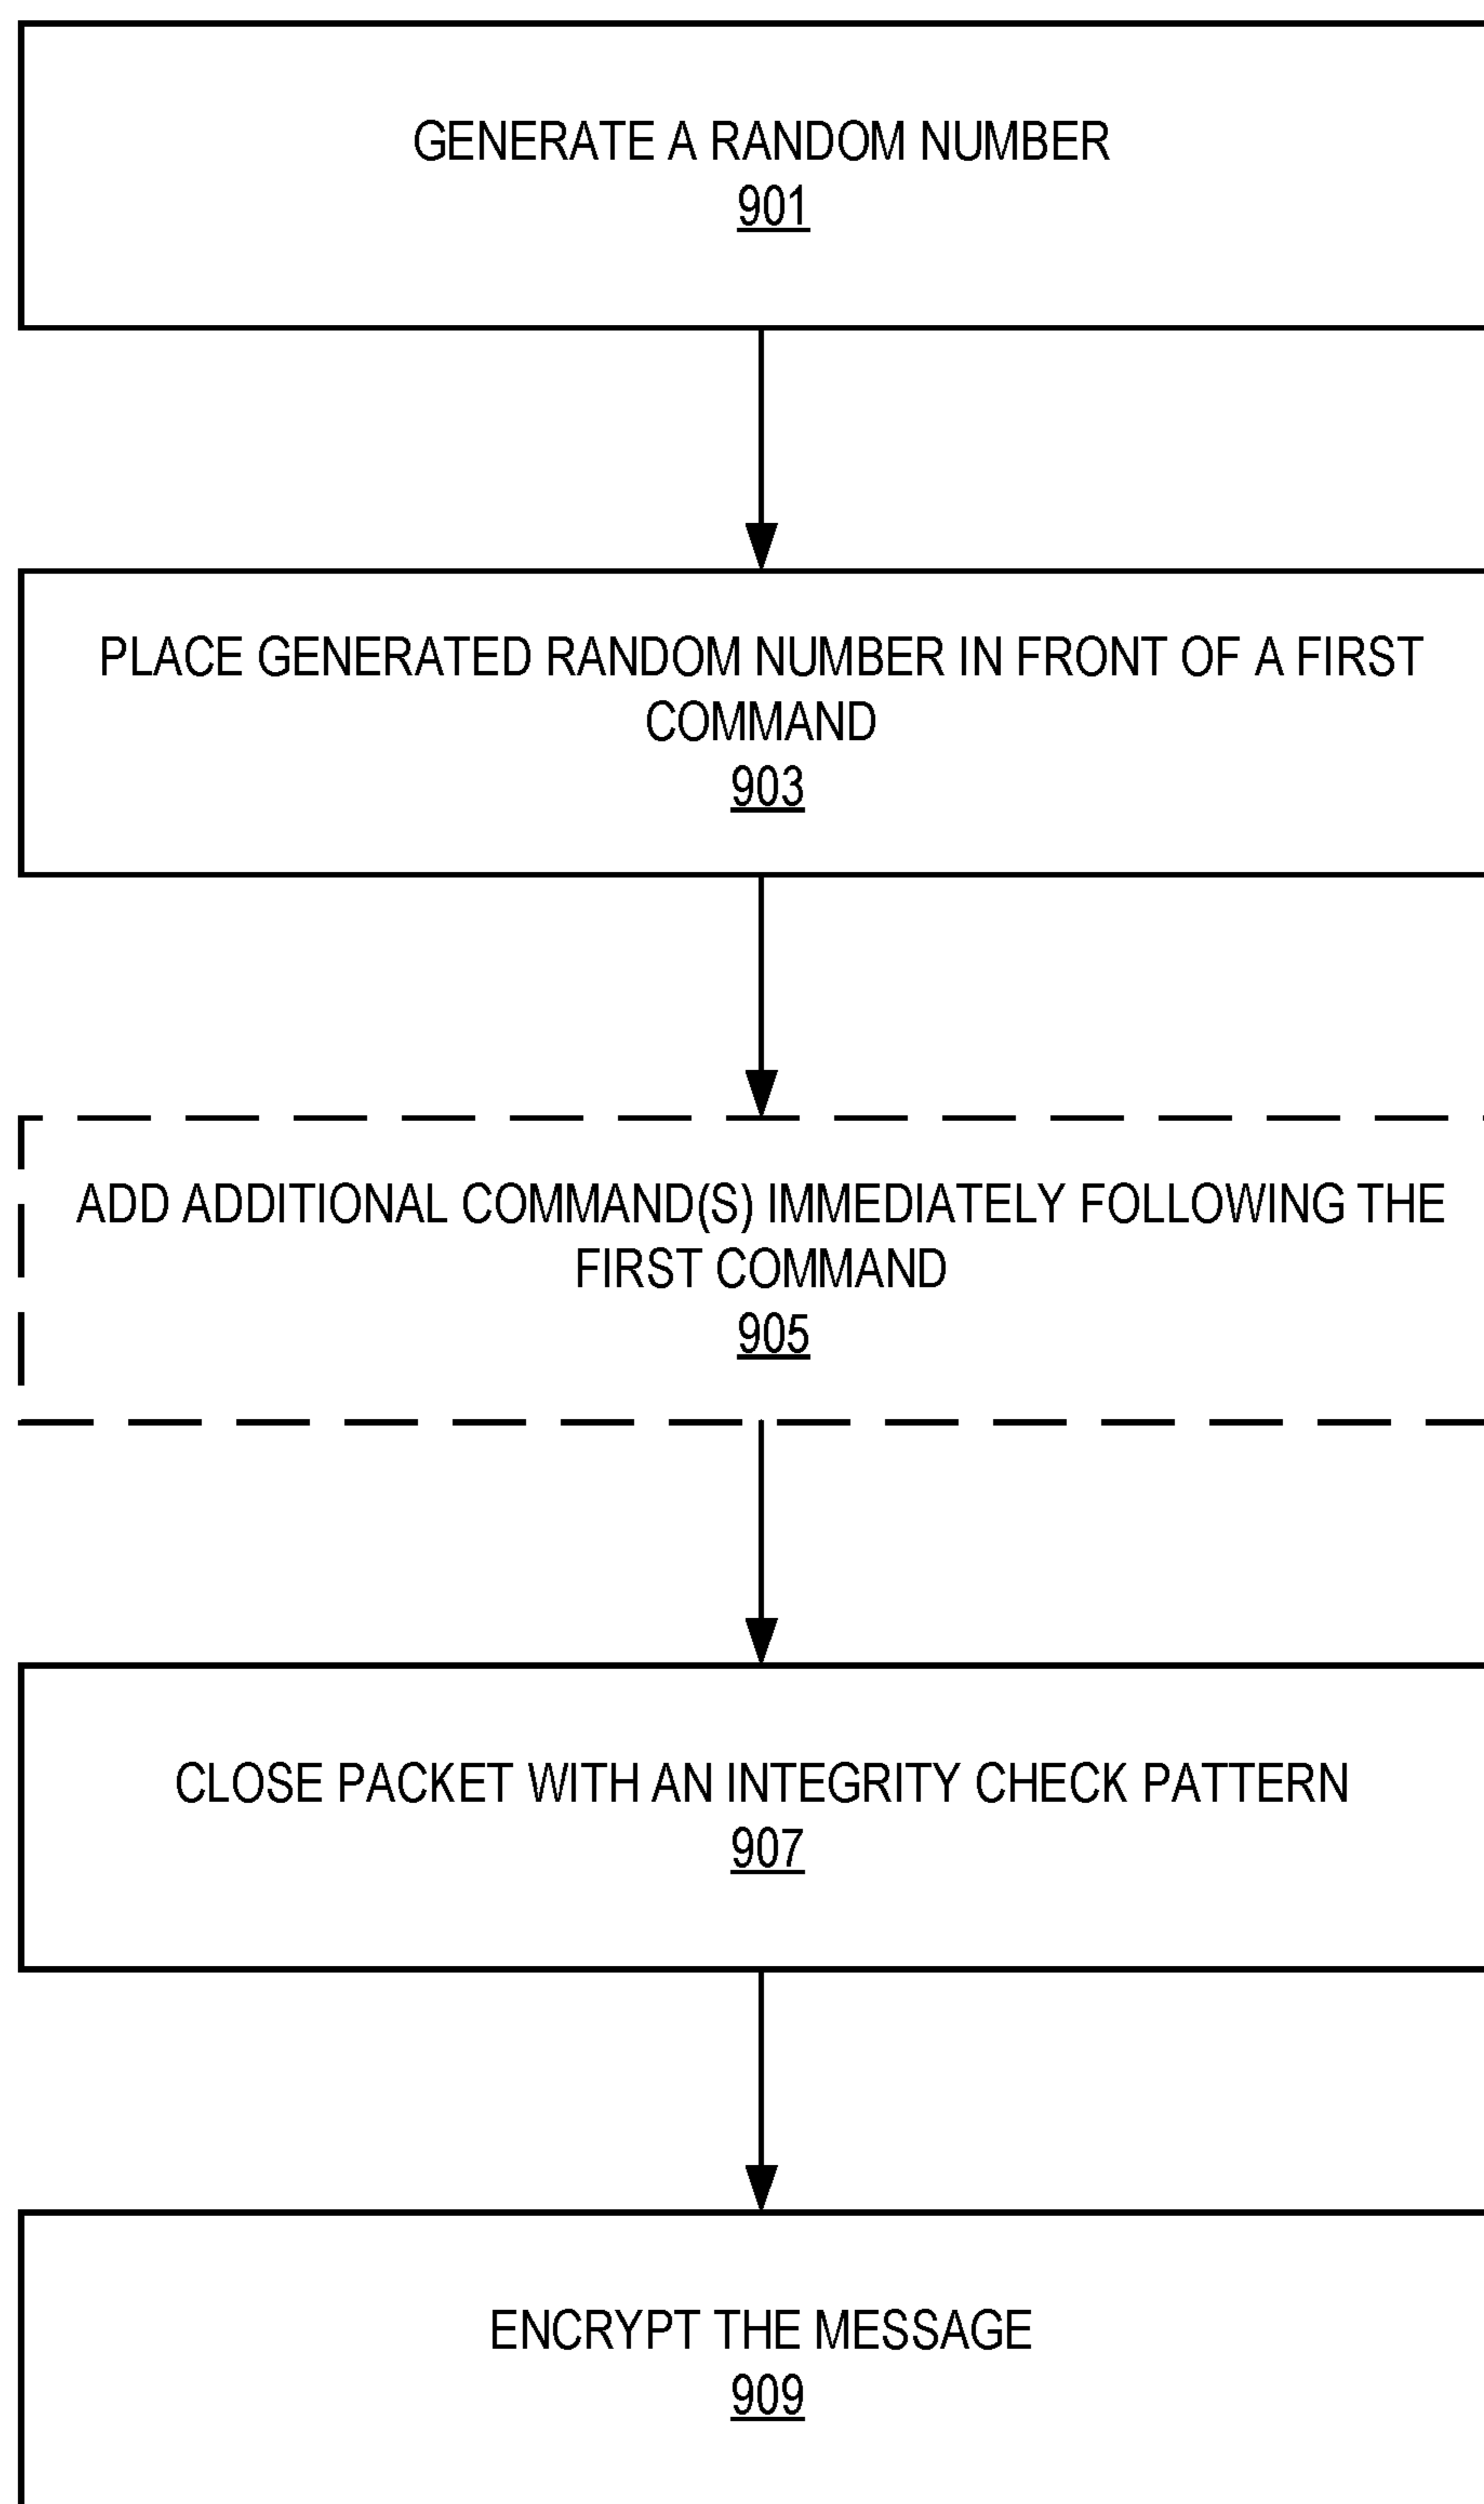 GENERATE A RANDOM NUMBER
901
PLACE GENERATED RANDOM NUMBER IN FRONT OF A FIRST
COMMAND
903
ADD ADDITIONAL COMMAND(S) IMMEDIATELY FOLLOWING THE
FIRST COMMAND
905
CLOSE PACKET WITH AN INTEGRITY CHECK PATTERN
907
ENCRYPT THE MESSAGE
909